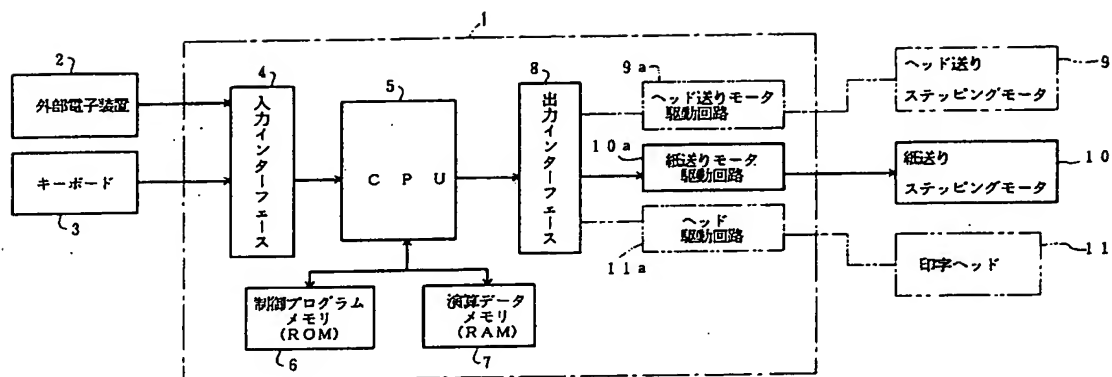 1
2
外部電子装置
キーボード
3
4
入力インターフェース
5
CPU
制御プログラム
メモリ
(ROM)
6
演算データ
メモリ
(RAM)
7
8
出力インターフェース
9a
ヘッド送りモータ
駆動回路
10a
紙送りモータ
駆動回路
ヘッド
駆動回路
11a
ヘッド送り
ステッピングモータ
9
紙送り
ステッピングモータ
10
印字ヘッド
11